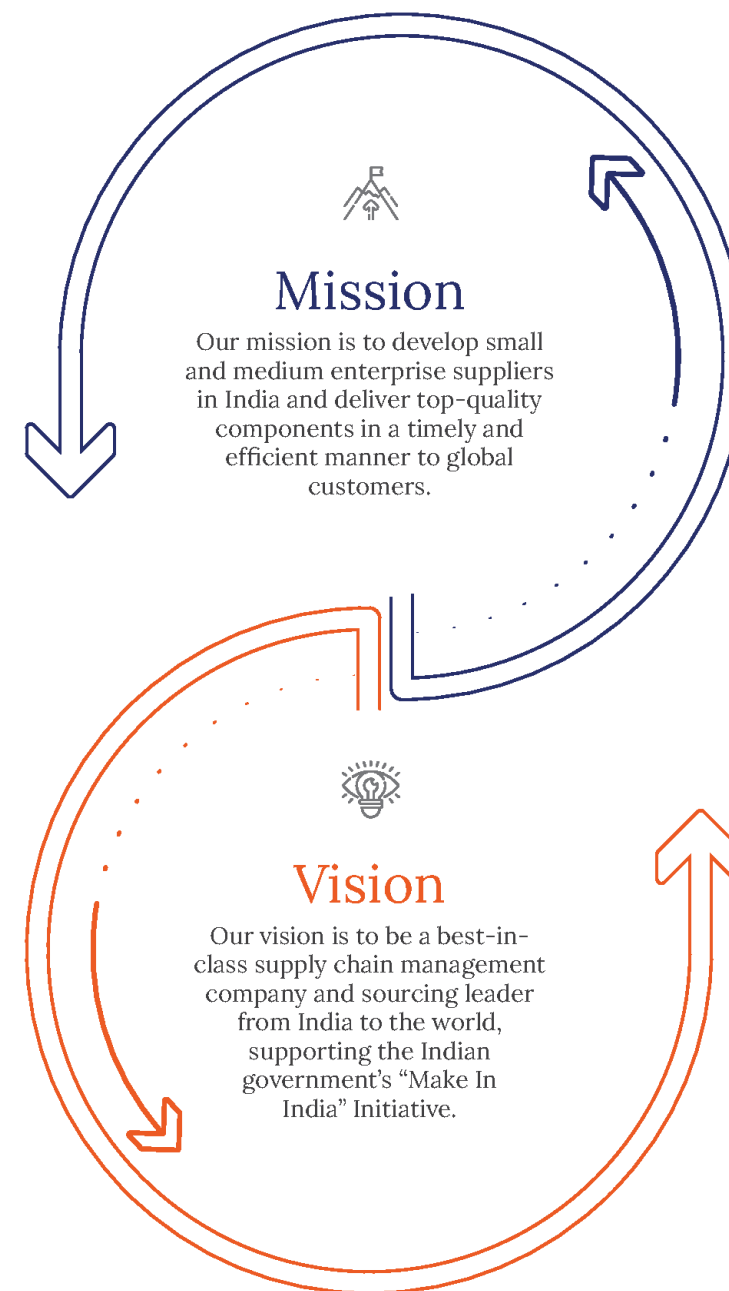 Mission
Our mission is to develop small
and medium enterprise suppliers
in India and deliver top-quality
components in a timely and
efficient manner to global
customers.
Vision
Our vision is to be a best-in-
class supply chain management
company and sourcing leader
from India to the world,
supporting the Indian
government’s “Make In
India” Initiative.